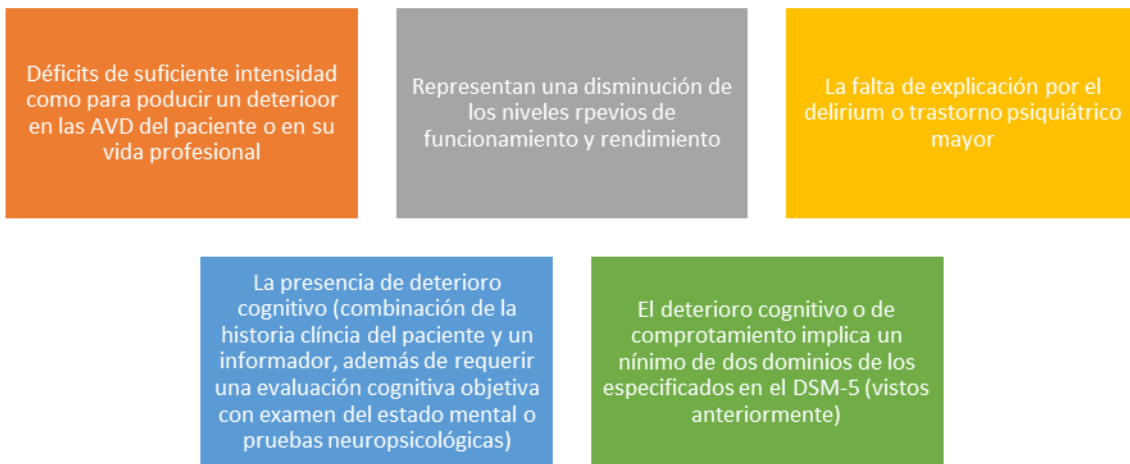 Déficits de suficiente intensidad
como para poducir un deterioor
en las AVD del paciente o en su
vida profesional
Representan una disminución de
los niveles rpevios de
funcionamiento y rendimiento
La falta de explicación por el
delirium o trastorno psiquiátrico
mayor
La presencia de deterioro
cognitivo (combinación de la
historia clíncia del paciente y un
informador, además de requerir
una evaluación cognitiva objetiva
con examen del estado mental o
pruebas neuropsicológicas)
El deterioro cognitivo o de
comprotamiento implica un
nínimo de dos dominios de los
especificados en el DSM-5 (vistos
anteriormente)